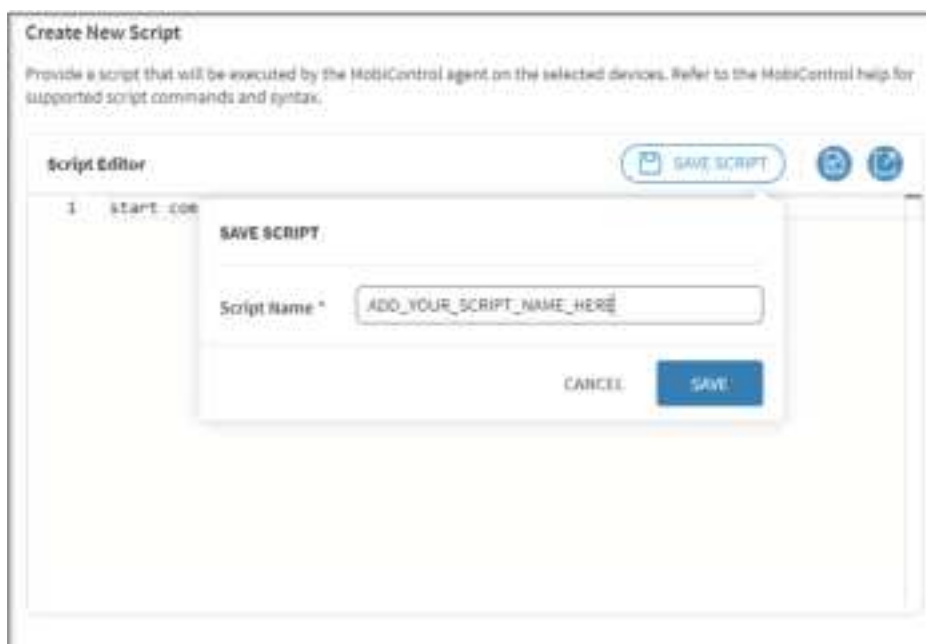 Create New Script
Provide a script that will be executed by the MobiControl agent on the selected devices. Refer to the MobiControl help for
supported script commands and syntax.
Script Editor
SAVE SCRIPT
1 start com
SAVE SCRIPT
Script Name *
ADD_YOUR_SCRIPT_NAME_HERE
CANCEL
SAVE